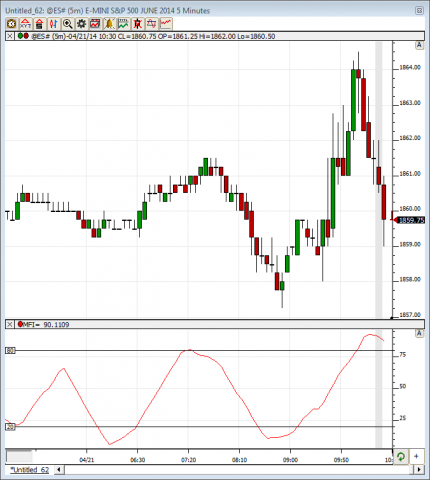 Untitled_62: @ES# (5m) E-MINI S&P 500 JUNE 2014 5 Minutes
@ES# (5m)-04/21/14 10:30 CL=1860.75 OP=1861.25 Hi=1862.00 Lo=1860.50
A
1864.00
1863.00
1862.00
1861.00
1860.00
1859.75
1859.00
1858.00
1857.00
MFI= 90.1109
A
80
75
50
25
20
04/21 06:30 07:20 08:10 09:00 09:50 10:
*Untitled_62